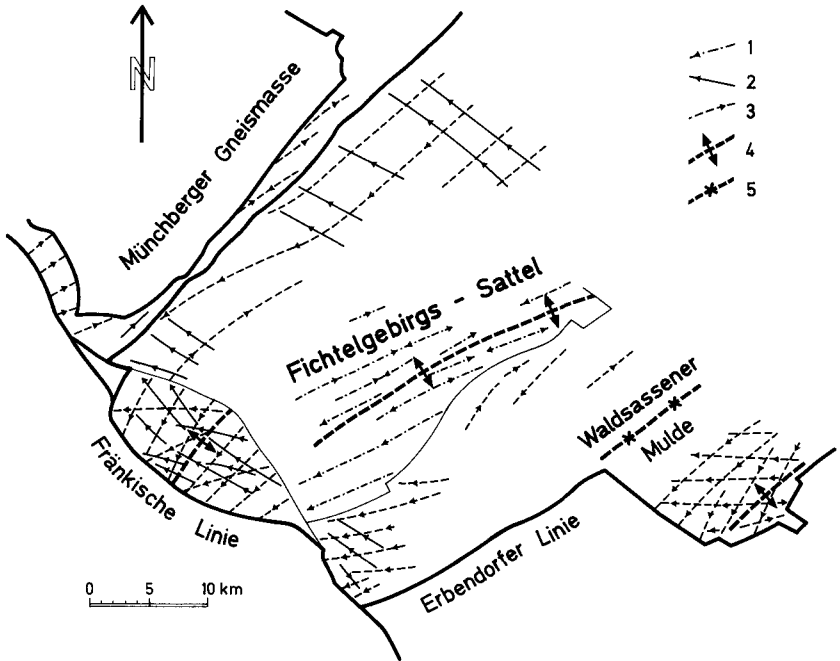 N
Münchberger Gneismasse
1
2
3
4
5
Fichtelgebirgs - Sattel
Waldsassener
Mulde
Fränkische Linie
Erbendorfer Linie
0 5 10 km